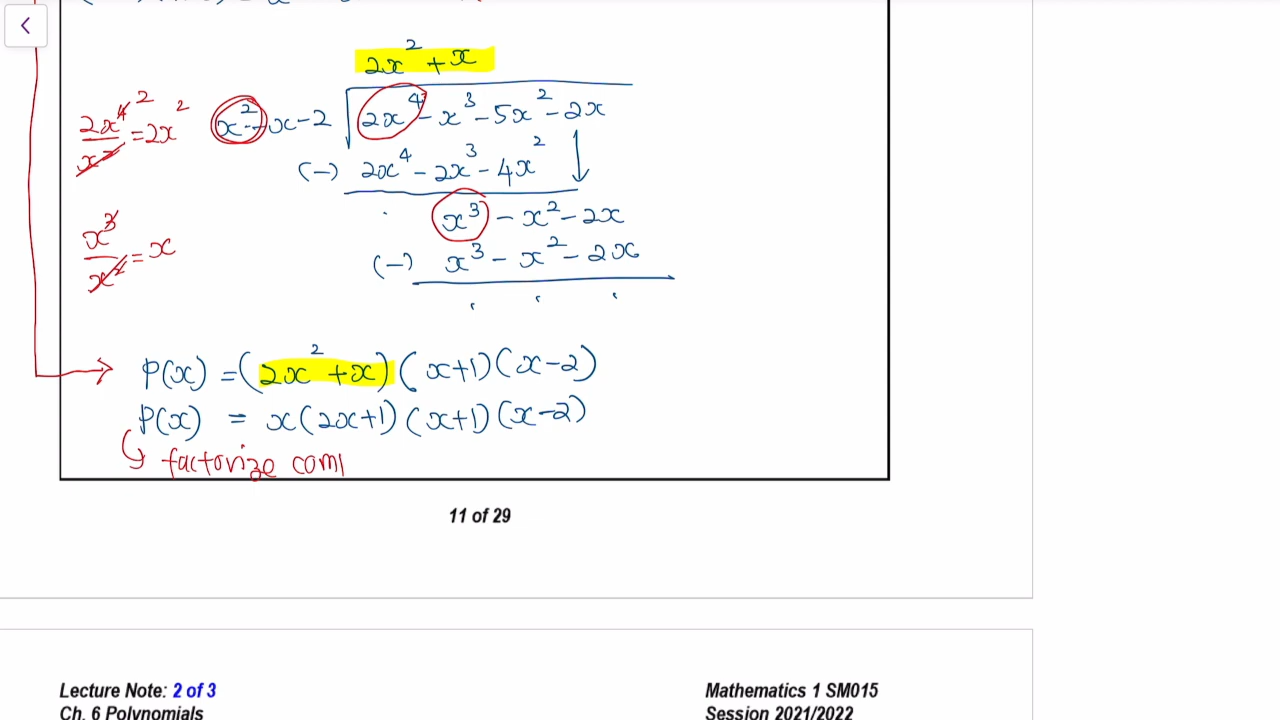 2x² + x
2x⁴/x² = 2x²
x² - x - 2 √ 2x⁴ - x³ - 5x² - 2x
(-) 2x⁴ - 2x³ - 4x²
x³ - x² - 2x
x³/x² = x
(-) x³ - x² - 2x
P(x) = (2x² + x)(x+1)(x-2)
P(x) = x(2x+1)(x+1)(x-2)
factorize com
11 of 29
Lecture Note: 2 of 3
Mathematics 1 SM015
Ch. 6 Polynomials
Session 2021/2022